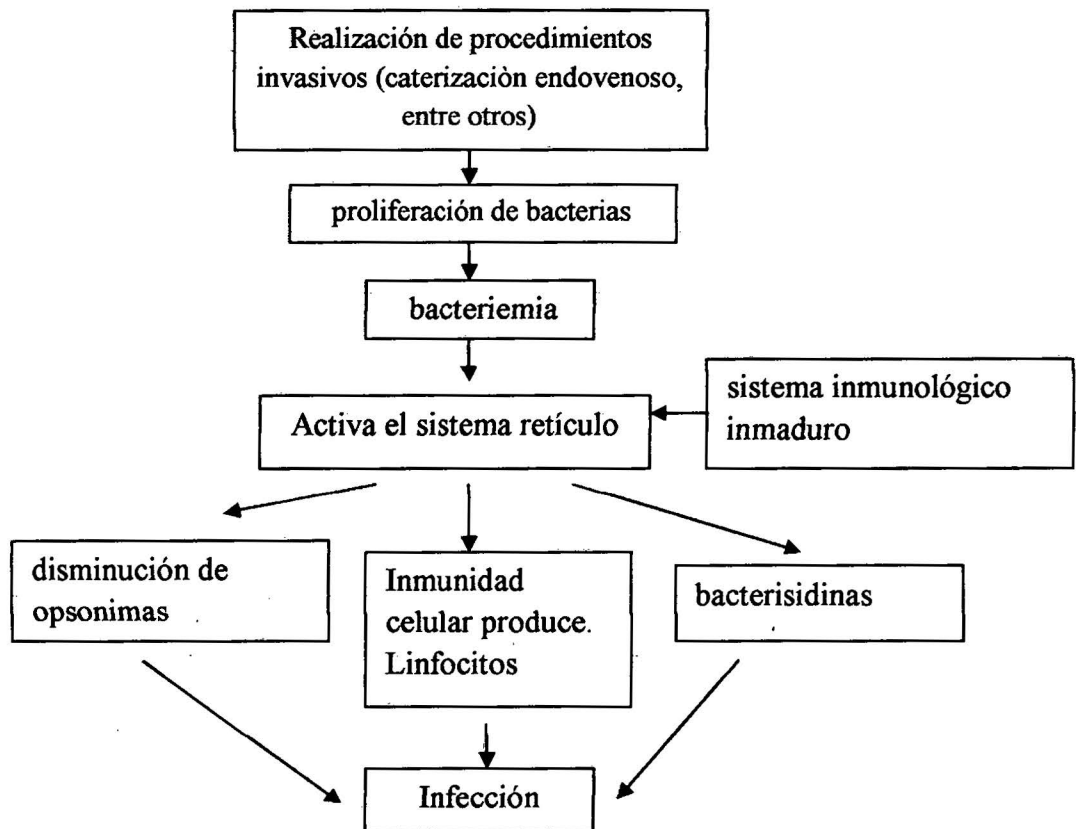 Realización de procedimientos
invasivos (caterizaciòn endovenoso,
entre otros)
proliferación de bacterias
bacteriemia
Activa el sistema retículo
sistema inmunológico
inmaduro
disminución de
opsonimas
Inmunidad
celular produce.
Linfocitos
bacterisidinas
Infección